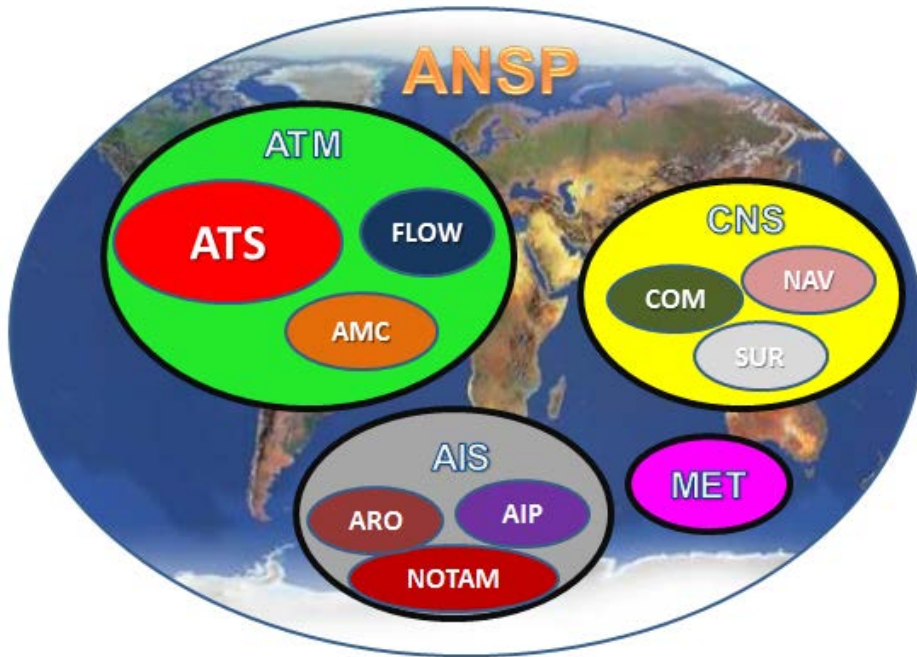 ANSP
ATM
ATS
FLOW
AMC
CNS
COM
NAV
SUR
AIS
ARO
AIP
NOTAM
MET